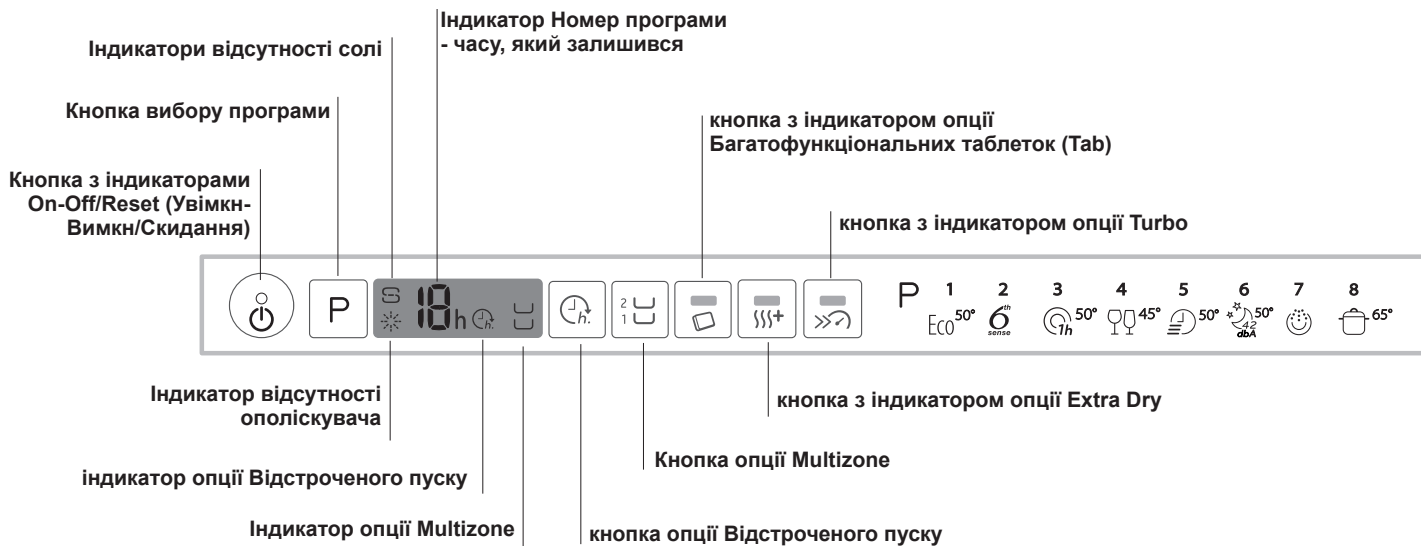 Індикатор Номер програми
- часу, який залишився
Індикатори відсутності солі
Кнопка вибору програми
кнопка з індикатором опції
Багатофункціональних таблеток (Tab)
Кнопка з індикаторами
On-Off/Reset (Увімкн-
Вимкн/Скидання)
кнопка з індикатором опції Turbo
P
18h
h.
h.
2
1
P
1
2
3
4
5
6
7
8
Eco 50°
6th
sense
1h 50°
45°
50°
50°
42
dbA
65°
Індикатор відсутності
ополіскувача
кнопка з індикатором опції Extra Dry
індикатор опції Відстроченого пуску
Кнопка опції Multizone
Індикатор опції Multizone
кнопка опції Відстроченого пуску